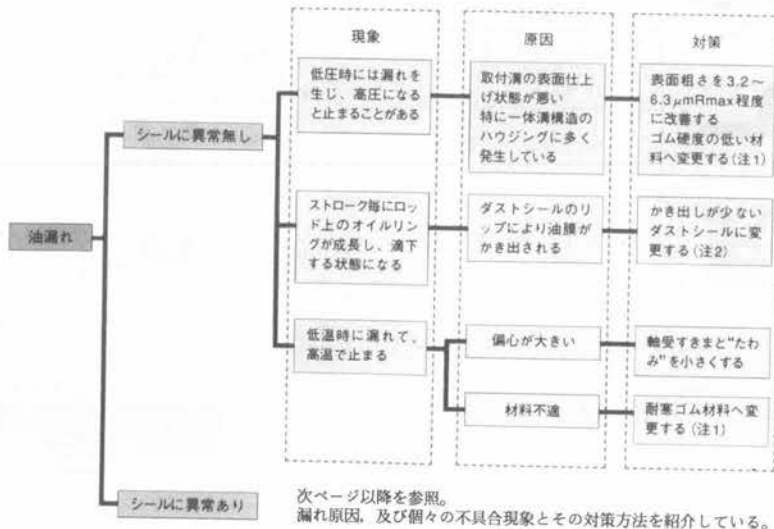 現象
原因
対策
低圧時には漏れを
生じ、高圧になる
と止まることがある
取付溝の表面仕上
げ状態が悪い
特に一体溝構造の
ハウジングに多く
発生している
表面粗さを3.2〜
6.3μmRmax程度
に改善する
ゴム硬度の低い材
料へ変更する(注1)
シールに異常無し
ストローク毎にロッ
ド上のオイルリング
が成長し、滴下
する状態になる
ダストシールのリ
ップにより油膜が
かき出される
かき出しが少ない
ダストシールに変
更する(注2)
油漏れ
低温時に漏れて、
高温で止まる
偏心が大きい
軸受すきまと“たわ
み”を小さくする
材料不適
耐寒ゴム材料へ変
更する(注1)
シールに異常あり
次ページ以降を参照。
漏れ原因、及び個々の不具合現象とその対策方法を紹介している。